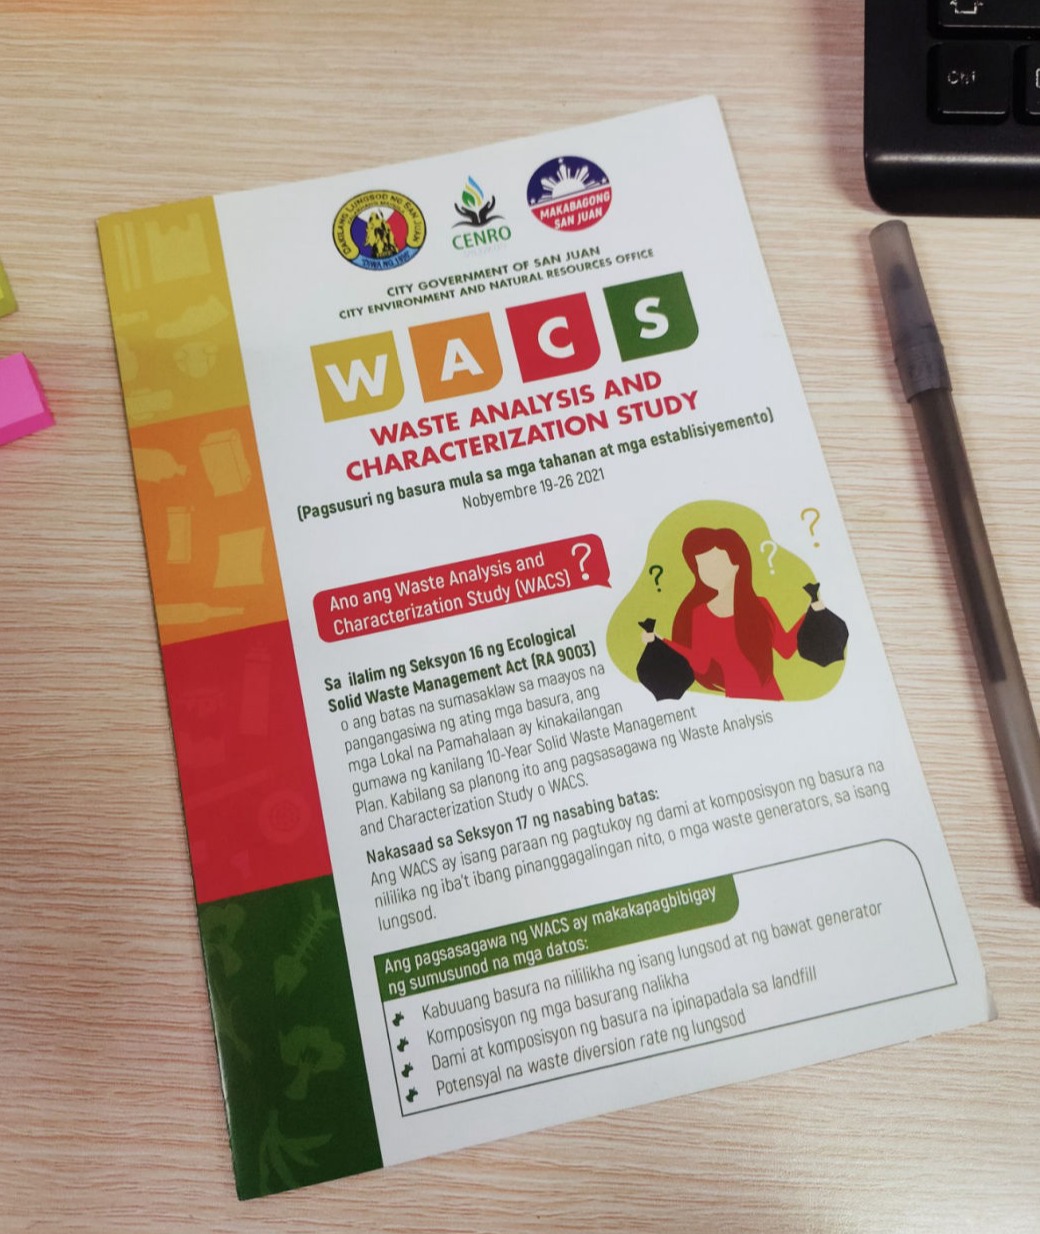 DAKILANG LUNGSOD NG SAN JUAN
CENRO
MAKABAGONG
SAN JUAN
CITY GOVERNMENT OF SAN JUAN
CITY ENVIRONMENT AND NATURAL RESOURCES OFFICE
WACS
WASTE ANALYSIS AND
CHARACTERIZATION STUDY
(Pagsusuri ng basura mula sa mga tahanan at mga establisiyemento)
Nobyembre 19-26 2021
Ano ang Waste Analysis and
Characterization Study (WACS)
?
? ? ?
Sa ilalim ng Seksyon 16 ng Ecological
Solid Waste Management Act (RA 9003)
o ang batas na sumasaklaw sa maayos na
pangangasiwa ng ating mga basura, ang
mga Lokal na Pamahalaan ay kinakailangan
gumawa ng kanilang 10-Year Solid Waste Management
Plan. Kabilang sa planong ito ang pagsasagawa ng Waste Analysis
and Characterization Study o WACS.
Nakasaad sa Seksyon 17 ng nasabing batas:
Ang WACS ay isang paraan ng pagtukoy ng dami at komposisyon ng basura na
nililika ng iba't ibang pinanggagalingan nito, o mga waste generators, sa isang
lungsod.
Ang pagsasagawa ng WACS ay makakapagbibigay
ng sumusunod na mga datos:
Kabuuang basura na nililikha ng isang lungsod at ng bawat generator
Komposisyon ng mga basurang nalikha
Dami at komposisyon ng basura na ipinapadala sa landfill
Potensyal na waste diversion rate ng lungsod
Ctrl